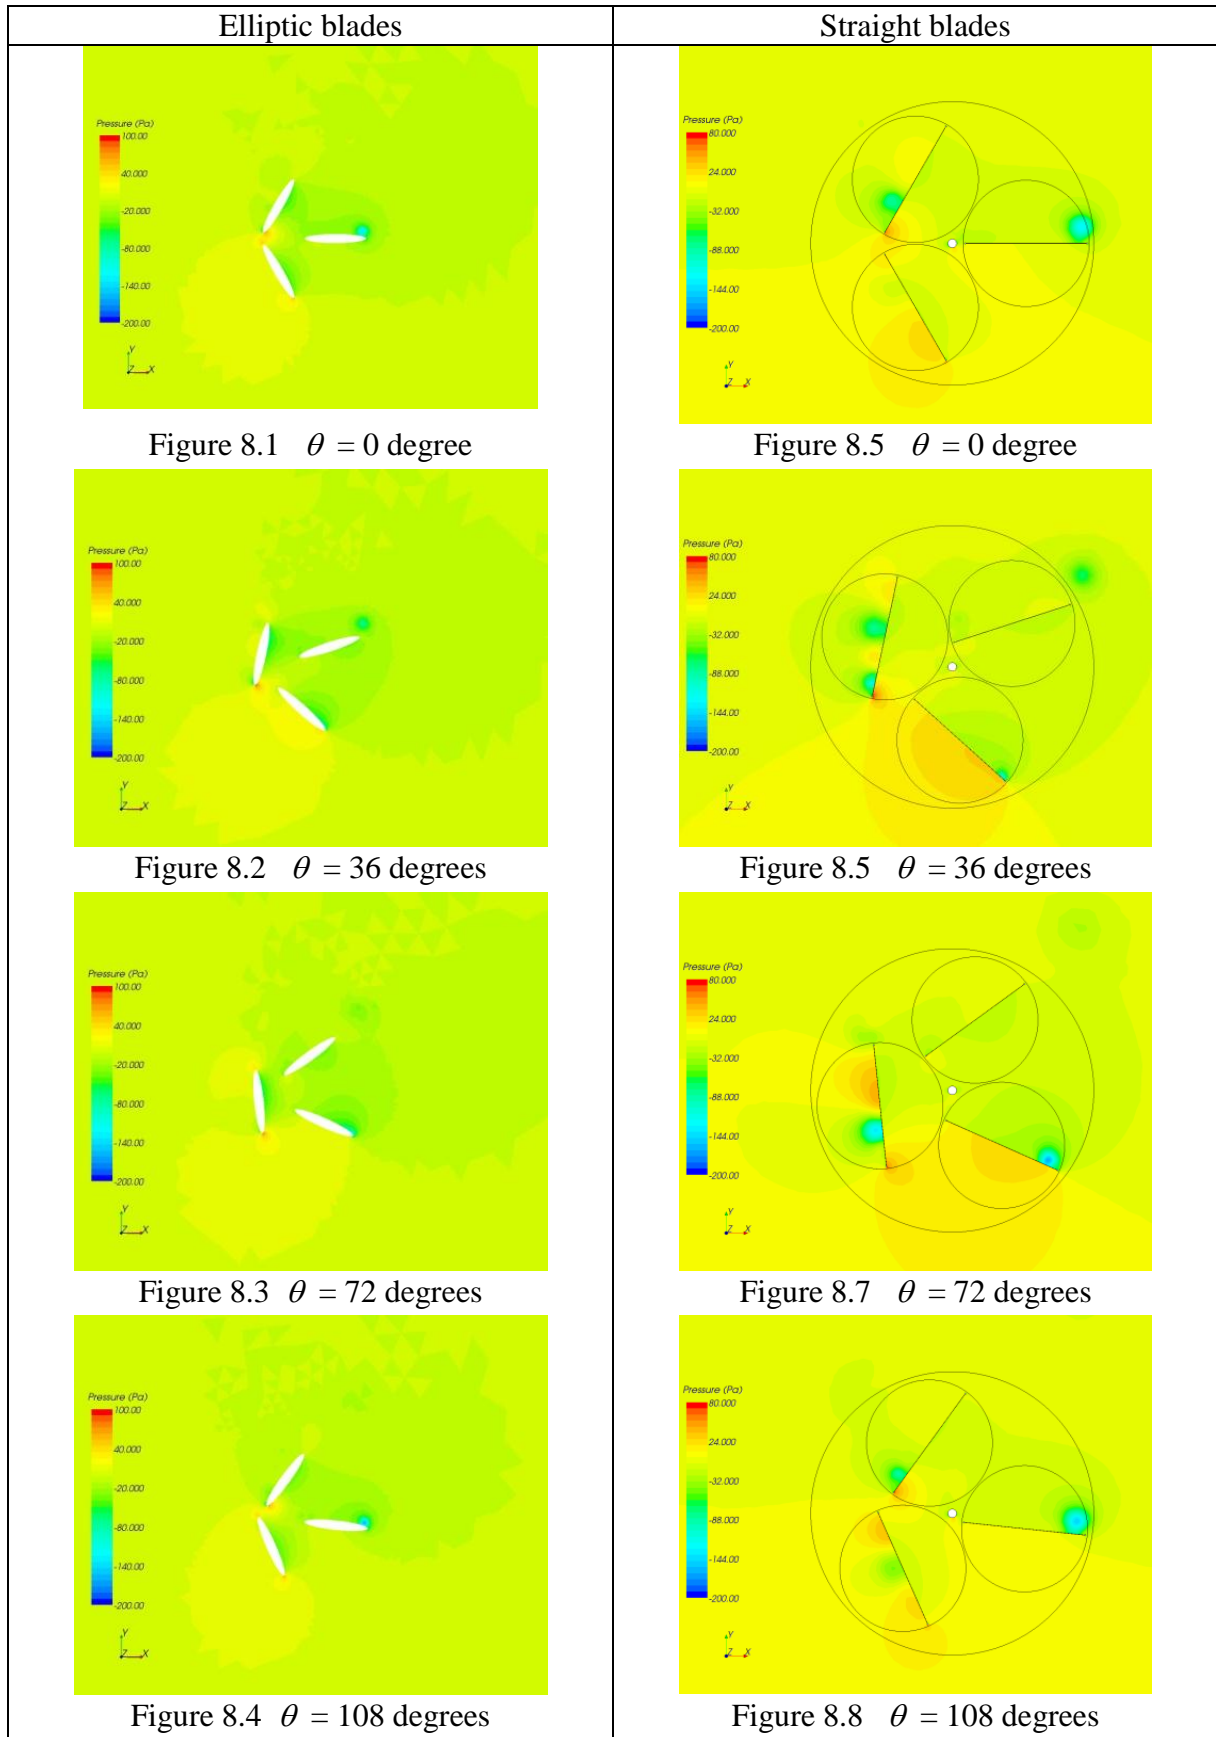 Elliptic blades
Straight blades
Pressure (Pa)
100.00
40.000
-20.000
-80.000
-140.00
-200.00
Y
Z X
Figure 8.1 θ = 0 degree
Pressure (Pa)
80.000
24.000
-32.000
-88.000
-144.00
-200.00
Y
Z X
Figure 8.5 θ = 0 degree
Pressure (Pa)
100.00
40.000
-20.000
-80.000
-140.00
-200.00
Y
Z X
Figure 8.2 θ = 36 degrees
Pressure (Pa)
80.000
24.000
-32.000
-88.000
-144.00
-200.00
Y
Z X
Figure 8.5 θ = 36 degrees
Pressure (Pa)
100.00
40.000
-20.000
-80.000
-140.00
-200.00
Y
Z X
Figure 8.3 θ = 72 degrees
Pressure (Pa)
80.000
24.000
-32.000
-88.000
-144.00
-200.00
Y
Z X
Figure 8.7 θ = 72 degrees
Pressure (Pa)
100.00
40.000
-20.000
-80.000
-140.00
-200.00
Y
Z X
Figure 8.4 θ = 108 degrees
Pressure (Pa)
80.000
24.000
-32.000
-88.000
-144.00
-200.00
Y
Z X
Figure 8.8 θ = 108 degrees